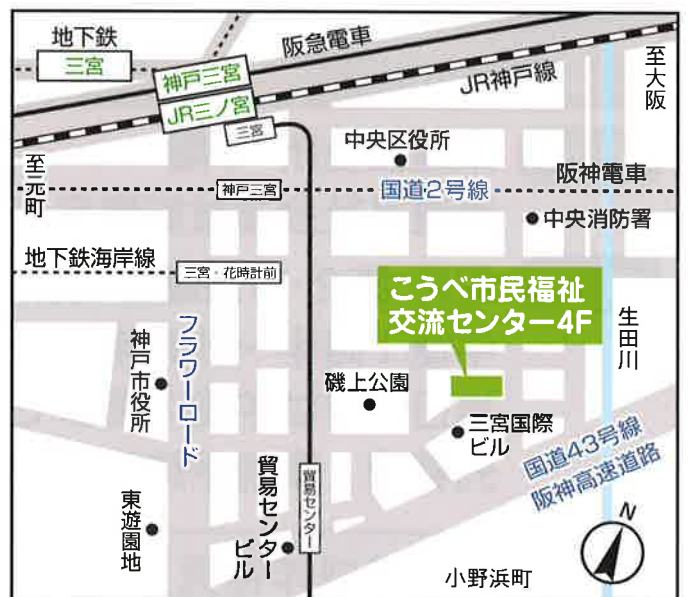 地下鉄
三宮
阪急電車
神戸三宮
JR三ノ宮
三宮
JR神戸線
至大阪
至元町
中央区役所
阪神電車
神戸三宮
国道2号線
中央消防署
地下鉄海岸線
三宮・花時計前
こうべ市民福祉
交流センター4F
生田川
フラワーロード
神戸市役所
磯上公園
三宮国際
ビル
国道43号線
阪神高速道路
貿易センター
ビル
貿易センター
東遊園地
小野浜町
N